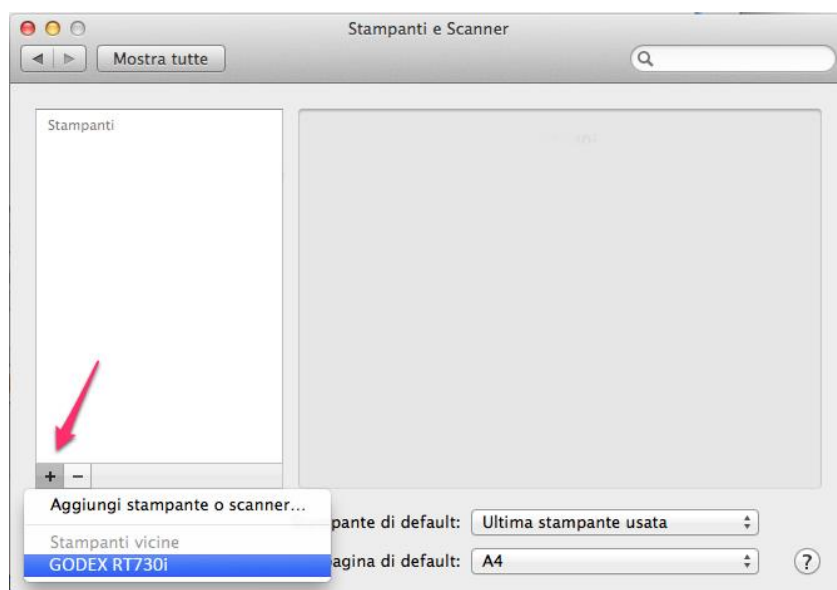 Stampanti e Scanner
Mostra tutte
Stampanti
+ −
Aggiungi stampante o scanner...
Stampanti vicine
GODEX RT730i
pante di default: Ultima stampante usata
agina di default: A4
?